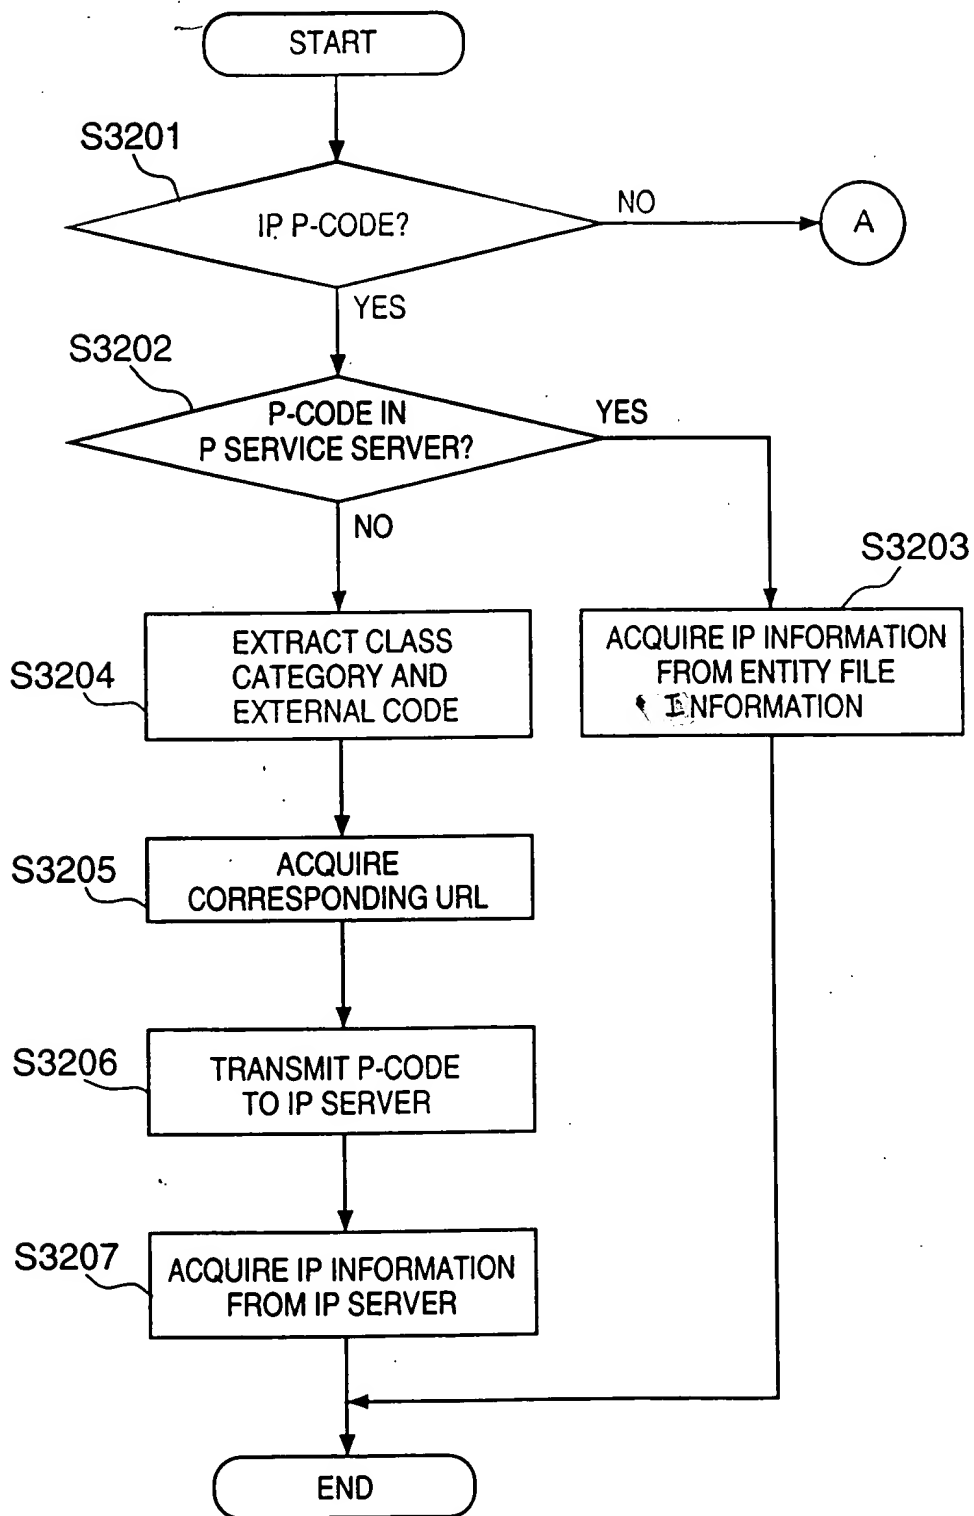 START
S3201
IP P-CODE?
NO
A
YES
S3202
P-CODE IN
P SERVICE SERVER?
YES
NO
S3203
ACQUIRE IP INFORMATION
FROM ENTITY FILE
INFORMATION
S3204
EXTRACT CLASS
CATEGORY AND
EXTERNAL CODE
S3205
ACQUIRE
CORRESPONDING URL
S3206
TRANSMIT P-CODE
TO IP SERVER
S3207
ACQUIRE IP INFORMATION
FROM IP SERVER
END